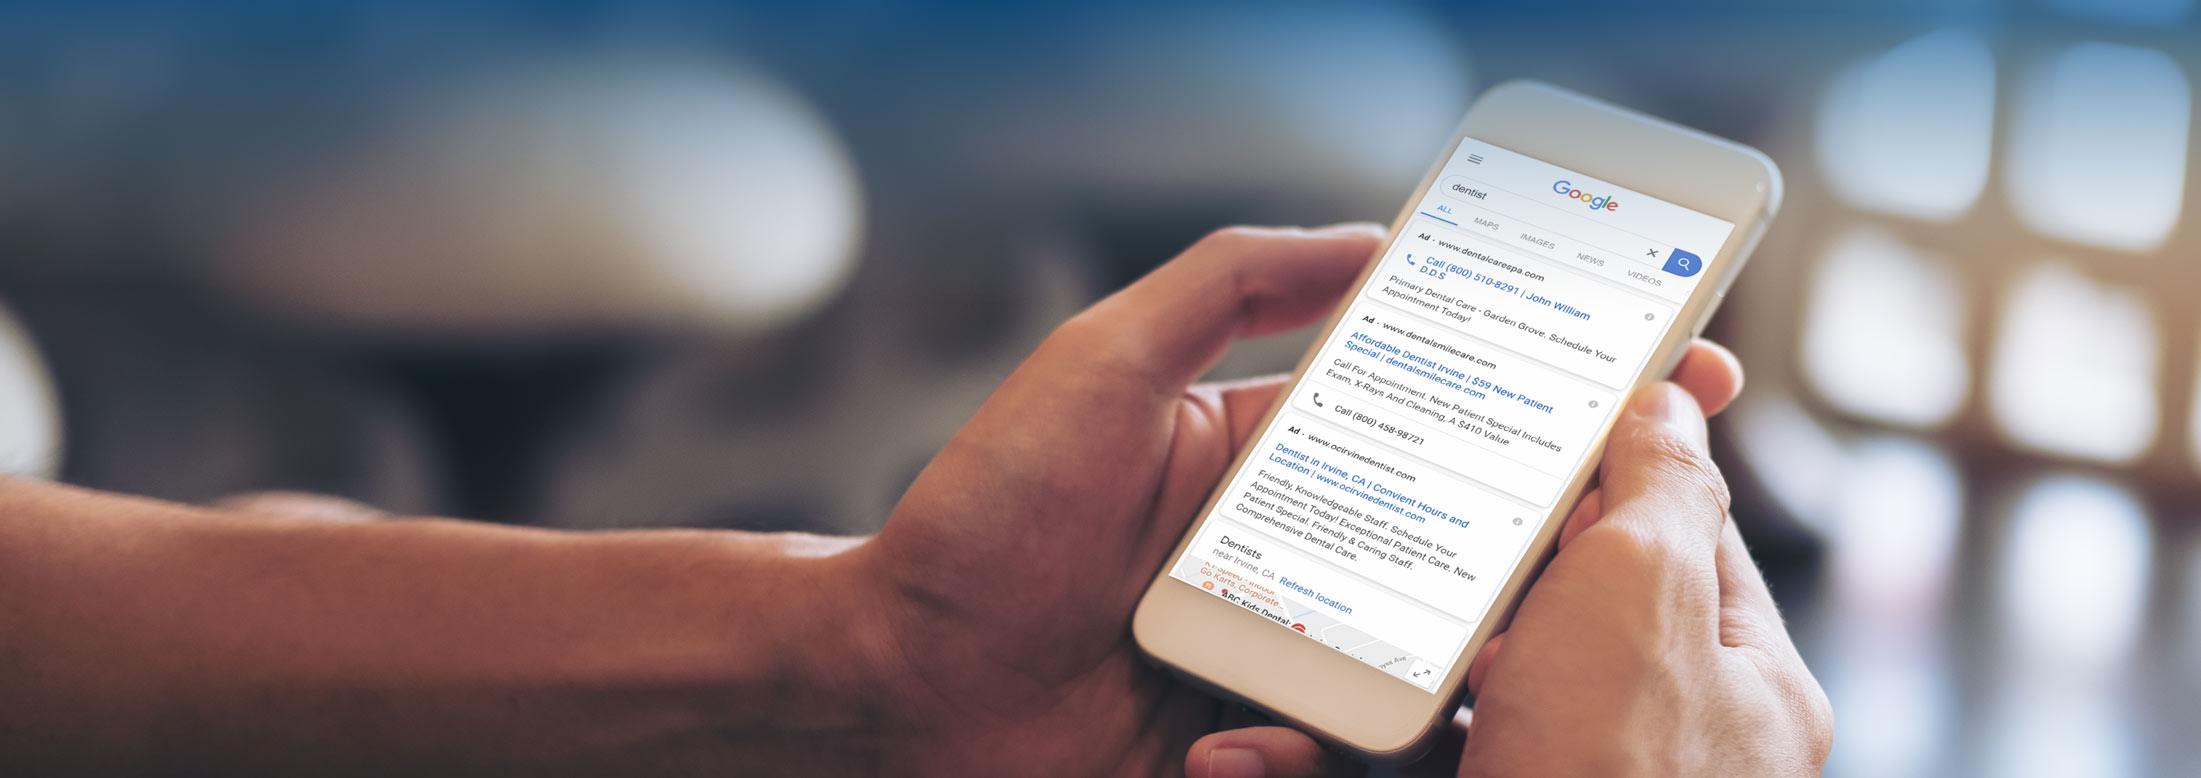 Google
dentist
ALL MAPS IMAGES NEWS VIDEOS
Ad · www.dentalcarespa.com
Call (800) 510-8291 | John William
D.D.S
Primary Dental Care - Garden Grove. Schedule Your
Appointment Today!
Ad · www.dentalsmilecare.com
Affordable Dentist Irvine | $59 New Patient
Special | dentalsmilecare.com
Call For Appointment. New Patient Special Includes
Exam, X-Rays And Cleaning, A $410 Value
Call (800) 458-98721
Ad · www.ocirvinedentist.com
Dentist in Irvine, CA | Convient Hours and
Location | www.ocirvinedentist.com
Friendly, Knowledgeable Staff. Schedule Your
Appointment Today! Exceptional Patient Care. New
Patient Special. Friendly & Caring Staff.
Comprehensive Dental Care.
Dentists
near Irvine, CA Refresh location
Go Karts, Corporate...
ABC Kids Dental